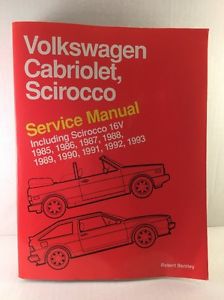 Volkswagen
Cabriolet,
Scirocco
Service Manual
Including Scirocco 16V
1985, 1986, 1987, 1988,
1989, 1990, 1991, 1992, 1993
Robert Bentley